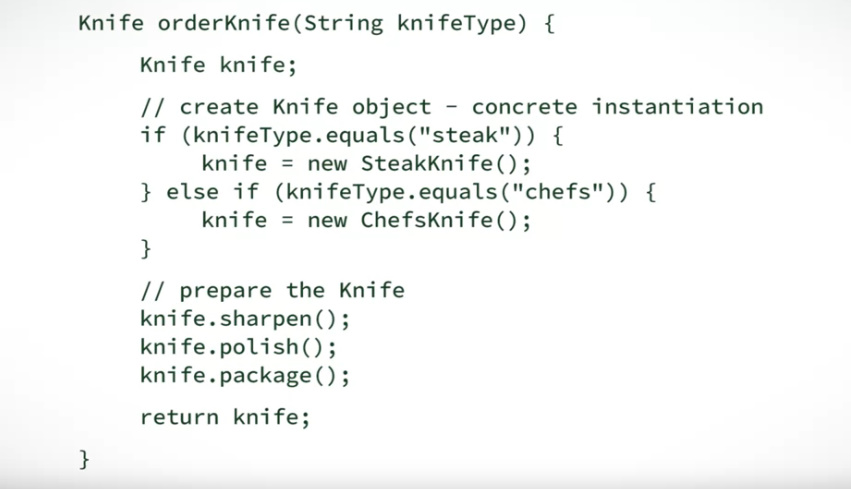 Knife orderKnife(String knifeType) {
Knife knife;
// create Knife object – concrete instantiation
if (knifeType.equals("steak")) {
knife = new SteakKnife();
} else if (knifeType.equals("chefs")) {
knife = new ChefsKnife();
}
// prepare the Knife
knife.sharpen();
knife.polish();
knife.package();
return knife;
}